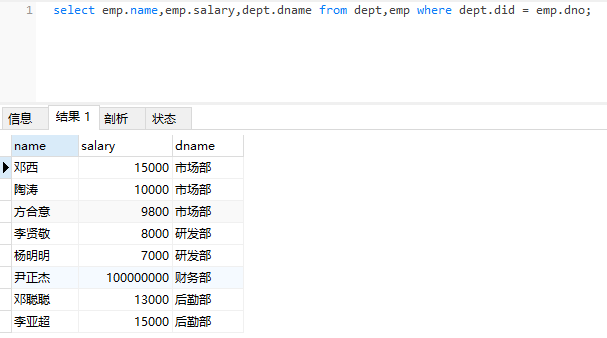 1 select emp.name,emp.salary,dept.dname from dept,emp where dept.did = emp.dno;
信息 结果 1 剖析 状态
name salary dname
邓西 15000 市场部
陶涛 10000 市场部
方合意 9800 市场部
李贤敬 8000 研发部
杨明明 7000 研发部
尹正杰 100000000 财务部
邓聪聪 13000 后勤部
李亚超 15000 后勤部